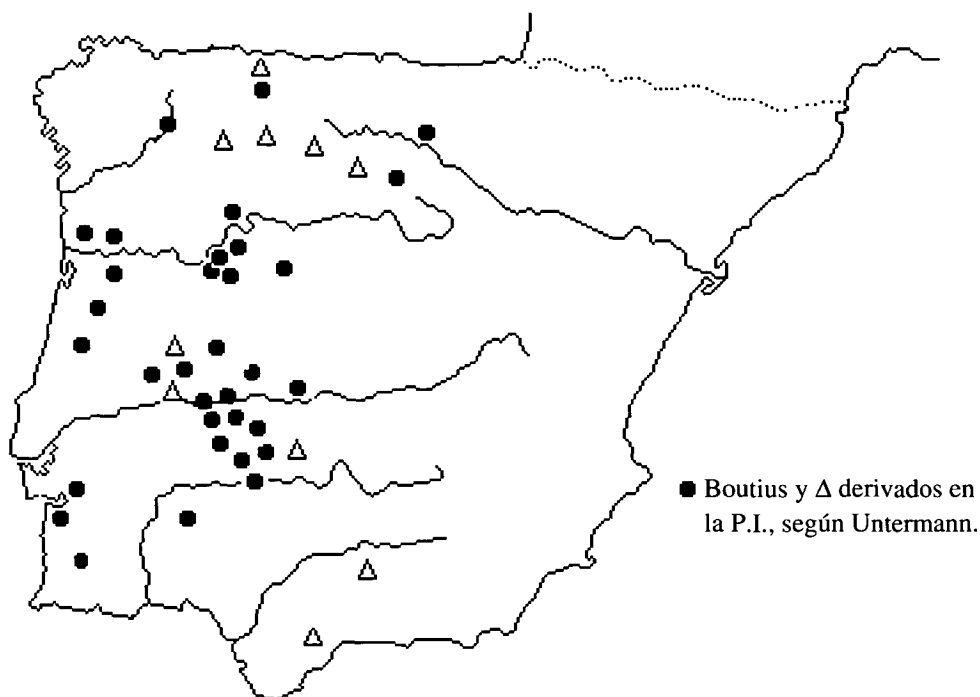 ● Boutius y Δ derivados en
la P.I., según Untermann.